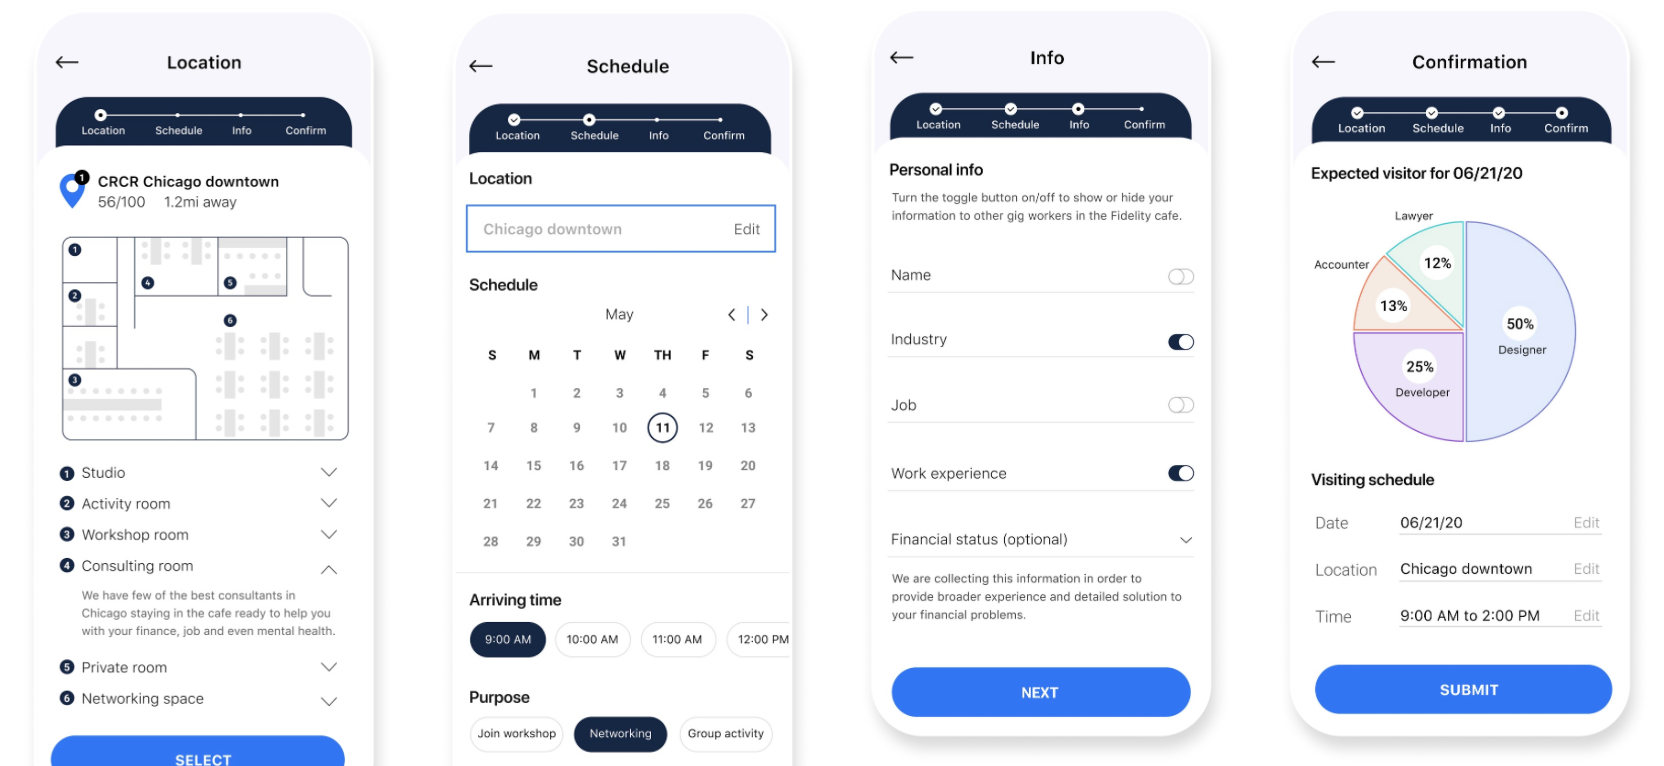 Location
Location Schedule Info Confirm
1
CRCR Chicago downtown
56/100 1.2mi away
1
2
3
4
5
6
1 Studio
2 Activity room
3 Workshop room
4 Consulting room
We have few of the best consultants in
Chicago staying in the cafe ready to help you
with your finance, job and even mental health.
5 Private room
6 Networking space
SELECT
Schedule
Location Schedule Info Confirm
Location
Chicago downtown Edit
Schedule
May
S M T W TH F S
1 2 3 4 5 6
7 8 9 10 11 12 13
14 15 16 17 18 19 20
21 22 23 24 25 26 27
28 29 30 31
Arriving time
9:00 AM 10:00 AM 11:00 AM 12:00 PM
Purpose
Join workshop Networking Group activity
Info
Location Schedule Info Confirm
Personal info
Turn the toggle button on/off to show or hide your
information to other gig workers in the Fidelity cafe.
Name
Industry
Job
Work experience
Financial status (optional)
We are collecting this information in order to
provide broader experience and detailed solution to
your financial problems.
NEXT
Confirmation
Location Schedule Info Confirm
Expected visitor for 06/21/20
Lawyer
12%
Accounter
13%
50%
Designer
25%
Developer
Visiting schedule
Date 06/21/20 Edit
Location Chicago downtown Edit
Time 9:00 AM to 2:00 PM Edit
SUBMIT